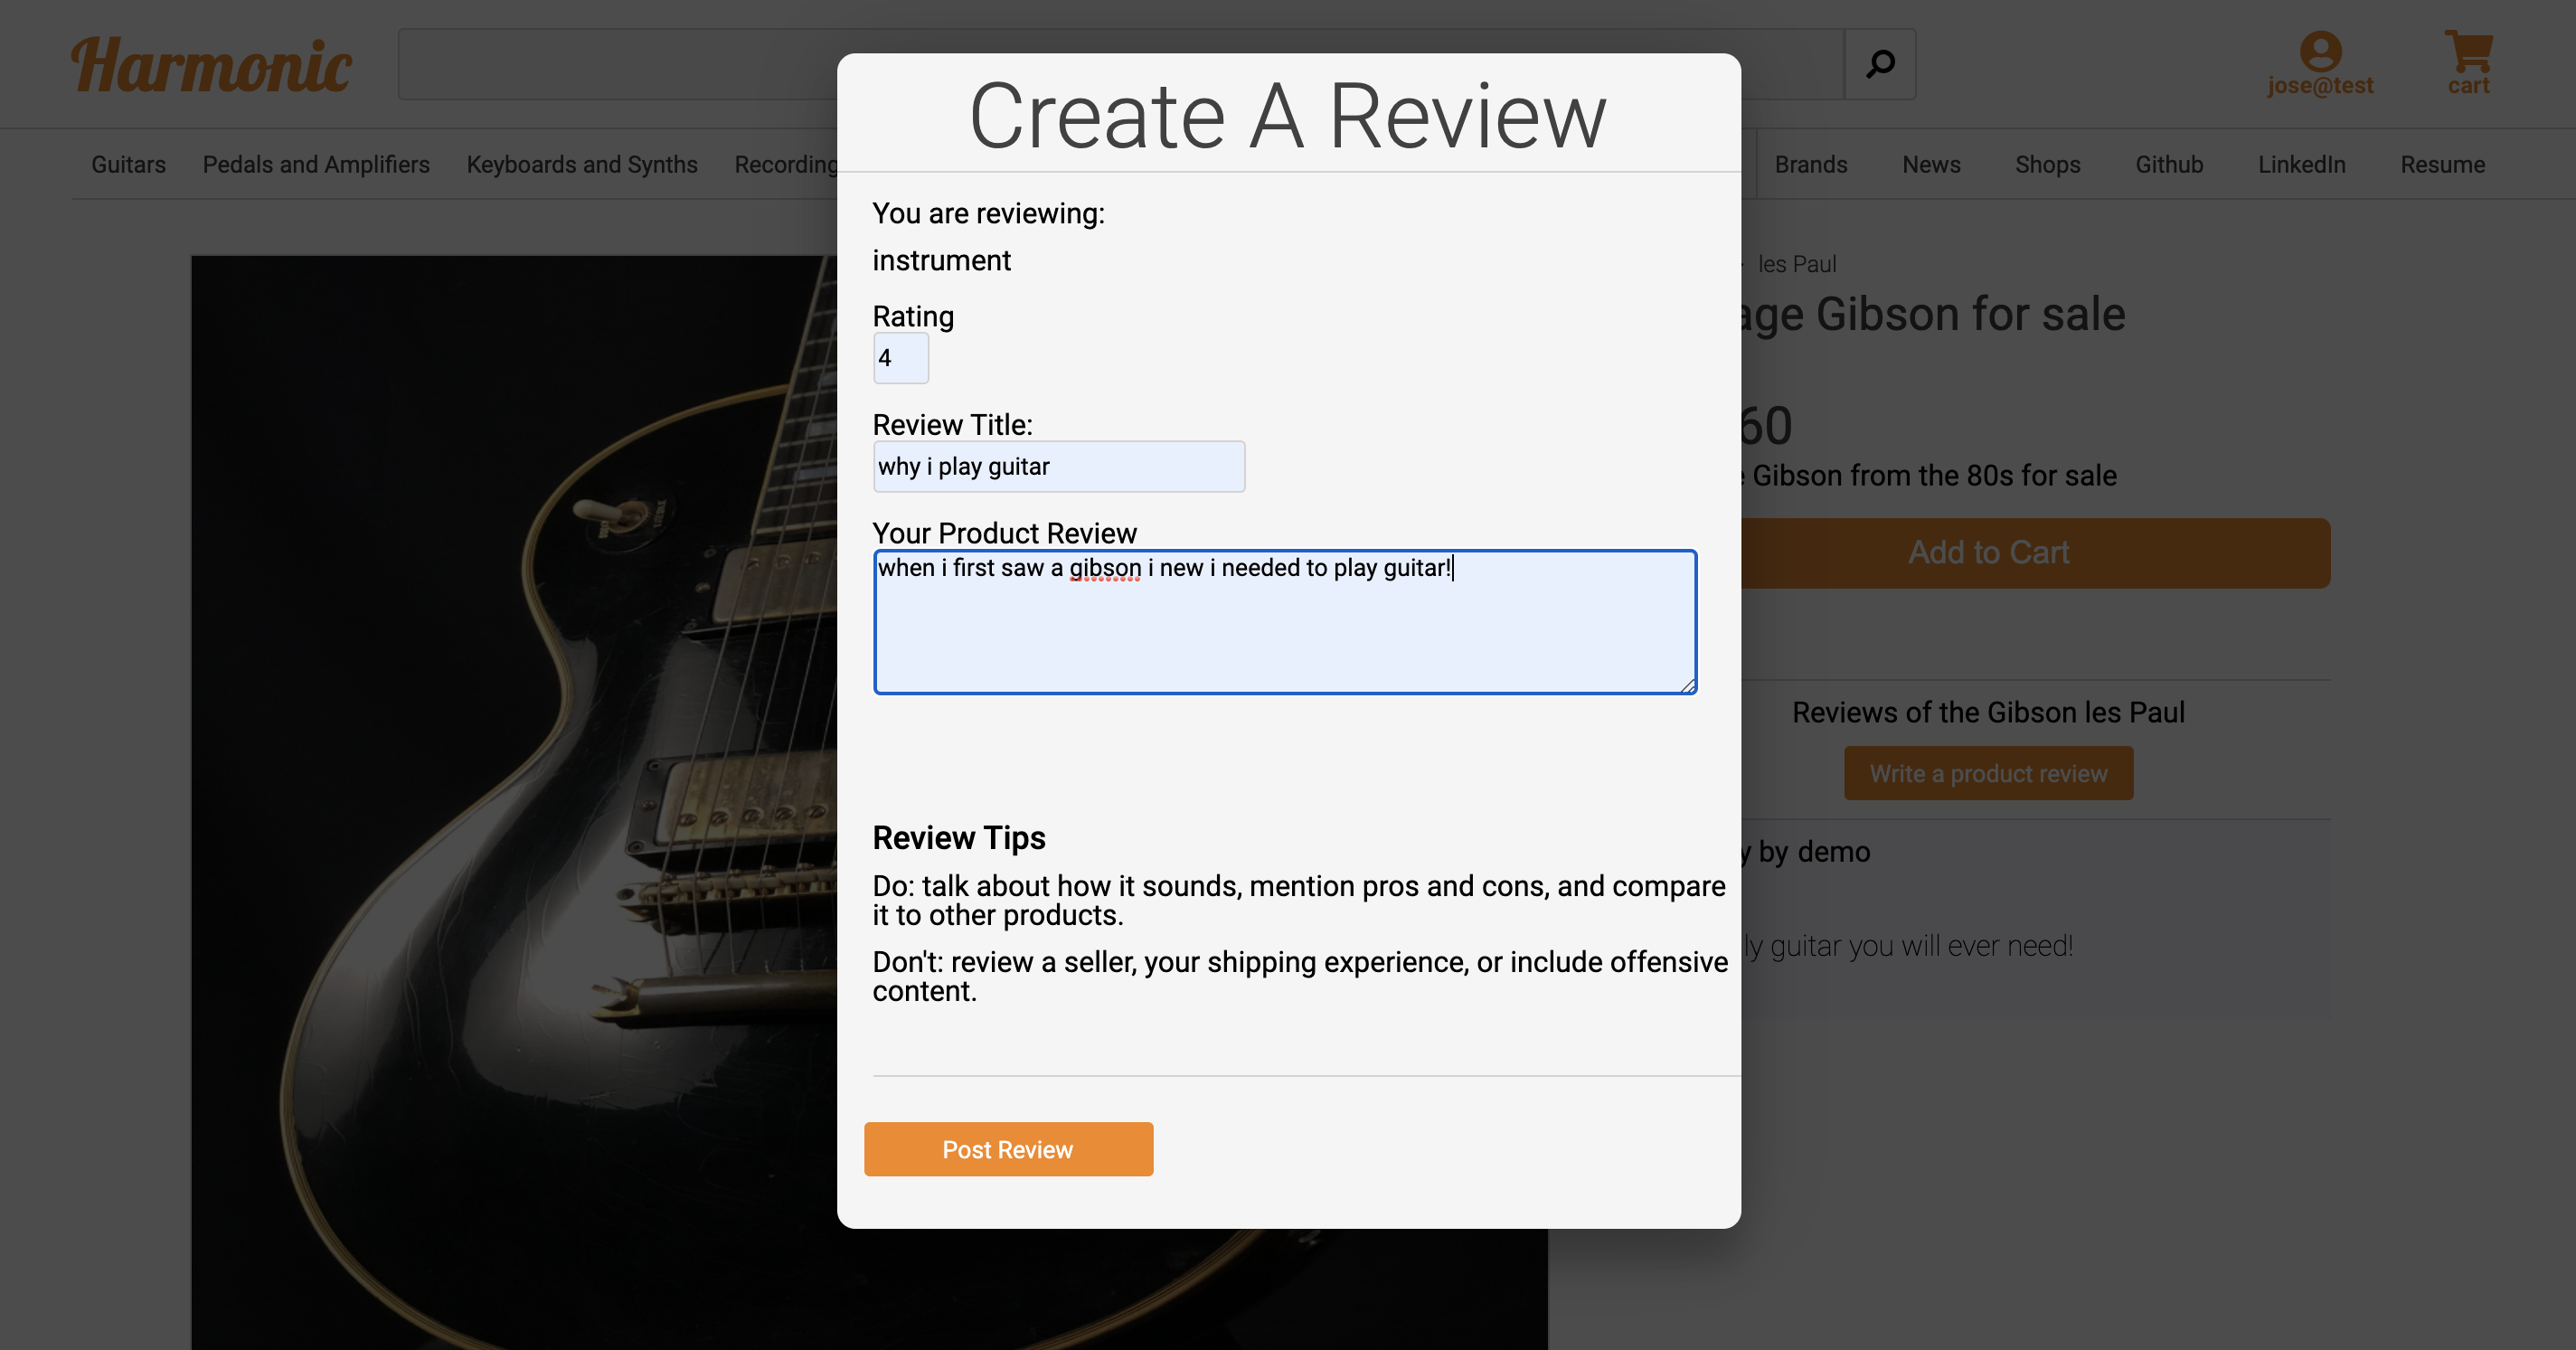 Harmonic
jose@test
cart
Guitars Pedals and Amplifiers Keyboards and Synths Recording
Brands News Shops Github LinkedIn Resume
Create A Review
You are reviewing:
instrument
Rating
4
Review Title:
why i play guitar
Your Product Review
when i first saw a gibson i new i needed to play guitar!
Review Tips
Do: talk about how it sounds, mention pros and cons, and compare
it to other products.
Don't: review a seller, your shipping experience, or include offensive
content.
Post Review
les Paul
age Gibson for sale
60
Gibson from the 80s for sale
Add to Cart
Reviews of the Gibson les Paul
Write a product review
y by demo
ly guitar you will ever need!